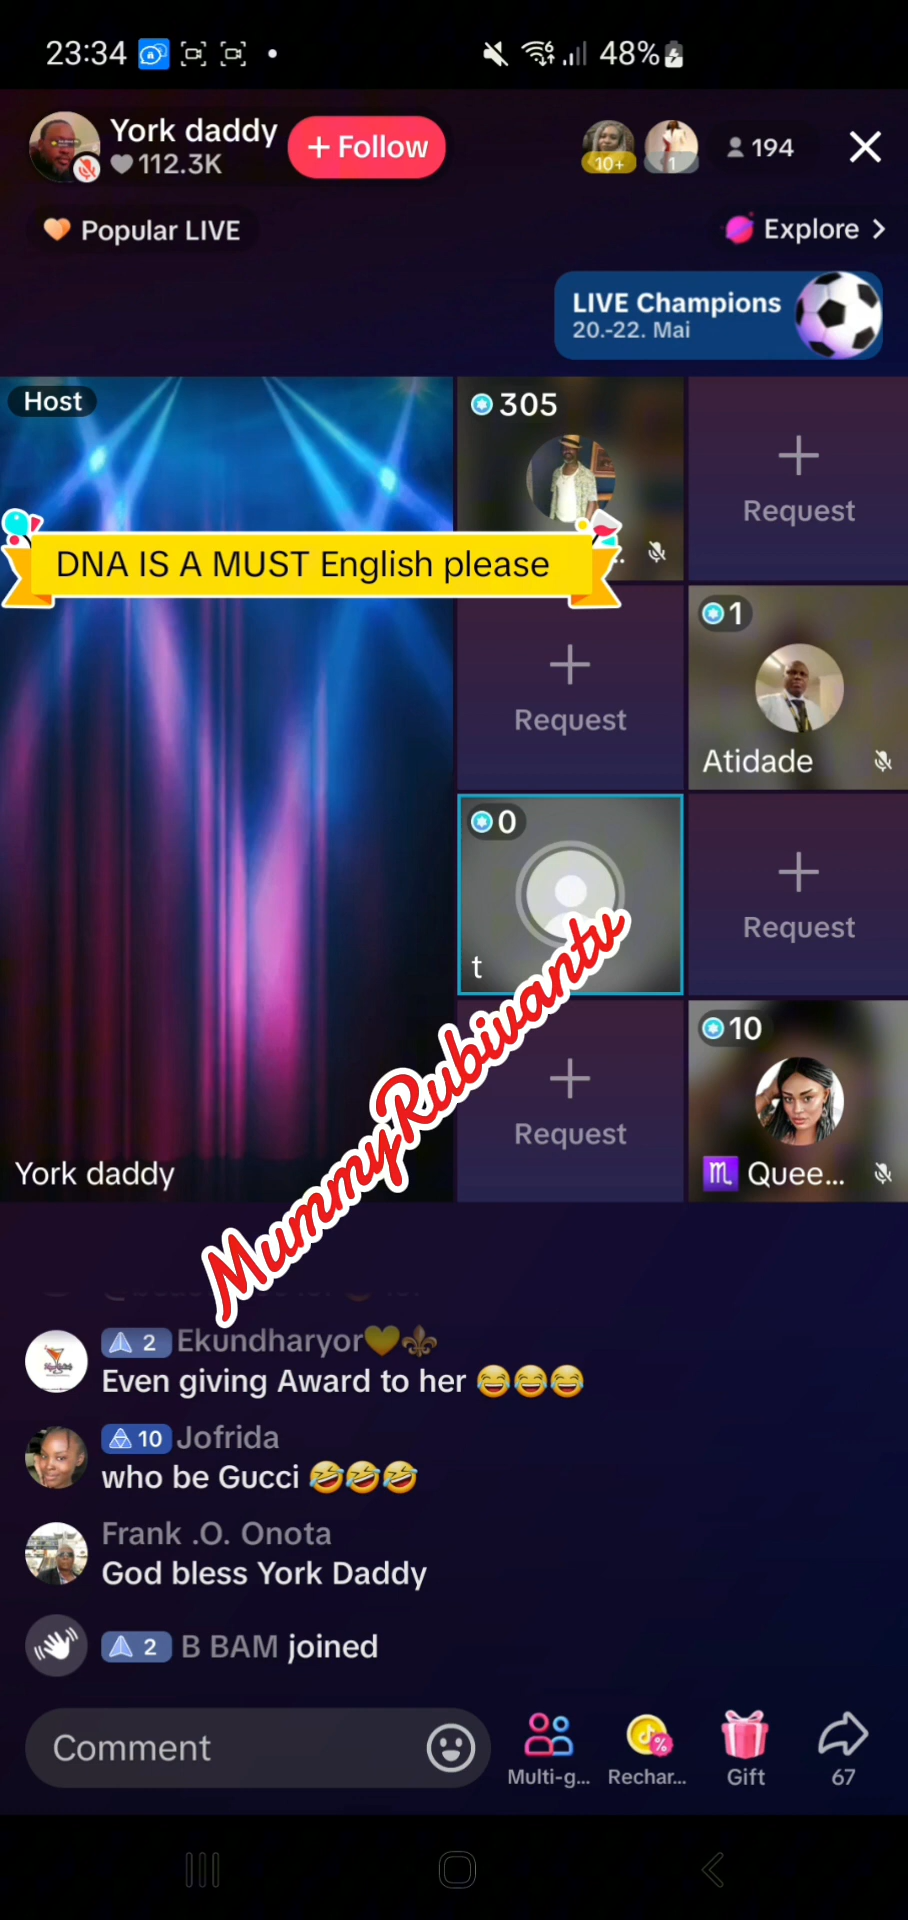 23:34
48%
York daddy
112.3K
+ Follow
10+
1
194
Popular LIVE
Explore >
LIVE Champions
20.-22. Mai
Host
305
Request
DNA IS A MUST English please
Request
1
Atidade
0
t
Request
MummyRubivantv
Request
10
Quee...
York daddy
2 Ekundharyor
Even giving Award to her 😂😂😂
10 Jofrida
who be Gucci 🤣🤣🤣
Frank .O. Onota
God bless York Daddy
2 B BAM joined
Comment
Multi-g...
Rechar...
Gift
67